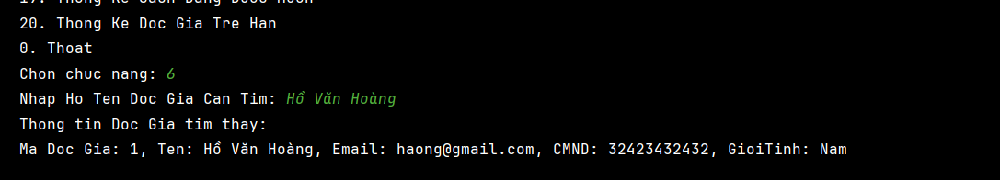 20. Thong Ke Doc Gia Tre Han
0. Thoat
Chon chuc nang: 6
Nhap Ho Ten Doc Gia Can Tim: Hồ Văn Hoàng
Thong tin Doc Gia tim thay:
Ma Doc Gia: 1, Ten: Hồ Văn Hoàng, Email: haong@gmail.com, CMND: 32423432432, GioiTinh: Nam